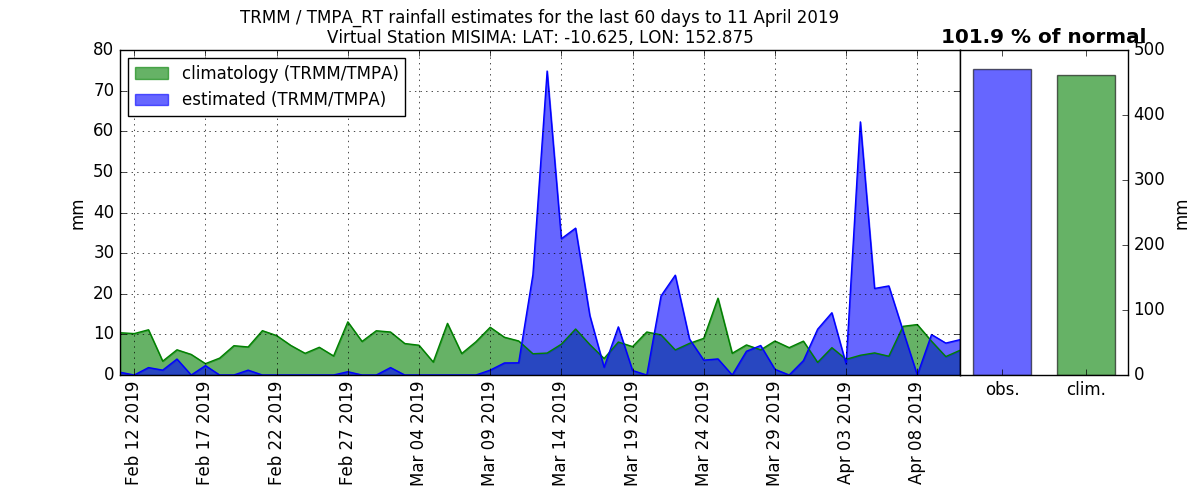 TRMM / TMPA_RT rainfall estimates for the last 60 days to 11 April 2019
Virtual Station MISIMA: LAT: -10.625, LON: 152.875
101.9 % of normal
climatology (TRMM/TMPA)
estimated (TRMM/TMPA)
mm
80
70
60
50
40
30
20
10
0
Feb 12 2019
Feb 17 2019
Feb 22 2019
Feb 27 2019
Mar 04 2019
Mar 09 2019
Mar 14 2019
Mar 19 2019
Mar 24 2019
Mar 29 2019
Apr 03 2019
Apr 08 2019
obs.
clim.
500
400
300
200
100
0
mm